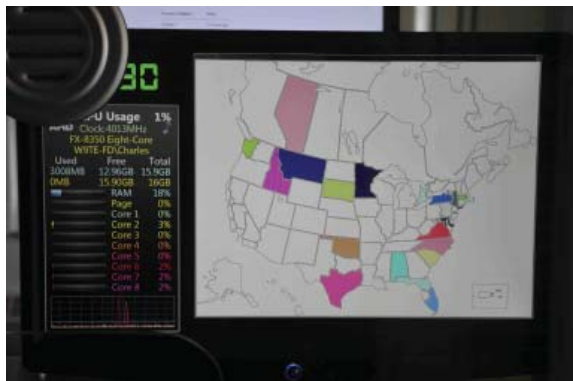 30
CPU Usage 1%
AMD Clock:4013MHz
FX-8350 Eight-Core
W9TE-FD\Charles
Used Free Total
3008MB 12.96GB 15.9GB
0MB 15.90GB 16GB
RAM 18%
Page 0%
Core 1 0%
Core 2 3%
Core 3 0%
Core 4 0%
Core 5 0%
Core 6 2%
Core 7 2%
Core 8 2%